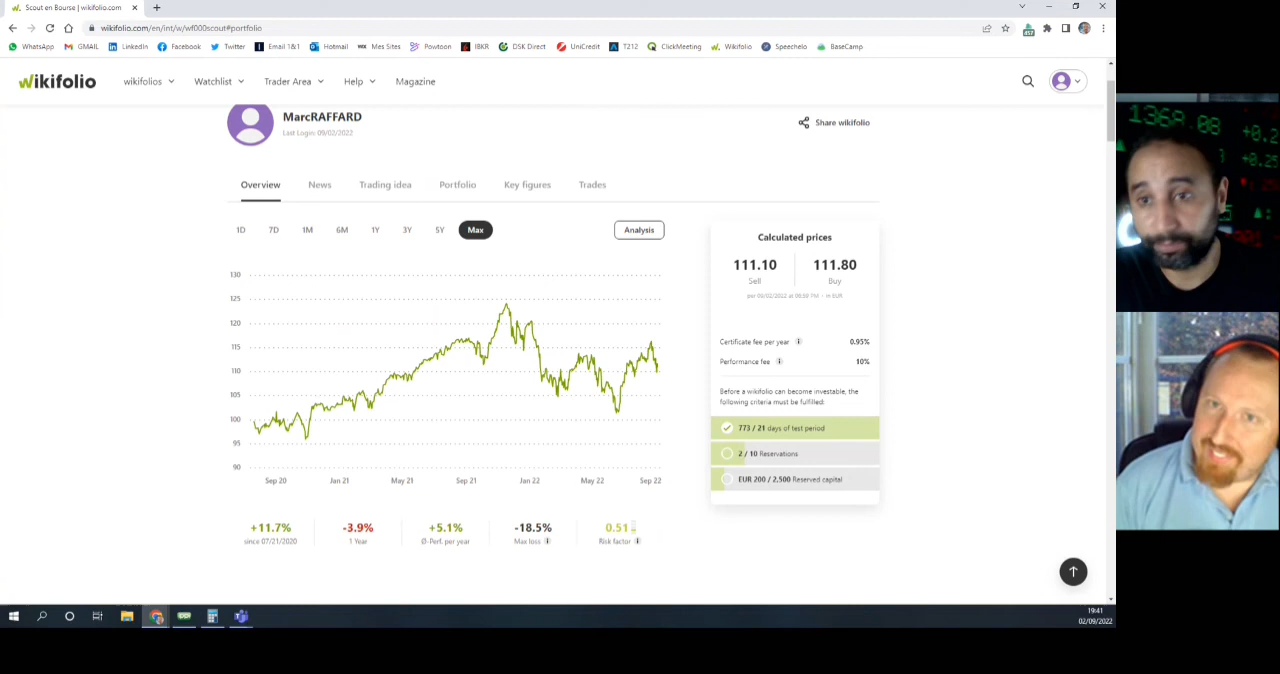 Scout en Bourse | wikifolio.com
wikifolio.com/en/int/w/wf000scout#portfolio
457
WhatsApp GMAIL LinkedIn Facebook Twitter Email 1&1 Hotmail Mes Sites Powtoon IBKR DSK Direct UniCredit T212 ClickMeeting Wikifolio Speechelo BaseCamp
wikifolio wikifolios Watchlist Trader Area Help Magazine
MarcRAFFARD
Last Login: 09/02/2022
Share wikifolio
Overview News Trading idea Portfolio Key figures Trades
1D 7D 1M 6M 1Y 3Y 5Y Max Analysis
130
125
120
115
110
105
100
95
90
Sep 20 Jan 21 May 21 Sep 21 Jan 22 May 22 Sep 22
+11.7% -3.9% +5.1% -18.5% 0.51
since 07/21/2020 1 Year Ø-Perf. per year Max loss Risk factor
Calculated prices
111.10 111.80
Sell Buy
Certificate fee per year 0.95%
Performance fee 10%
Before a wikifolio can become investable, the
following criteria must be fulfilled:
773 / 21 days of test period
2 / 10 Reservations
EUR 200 / 2,500 Reserved capital
19:41
02/09/2022
1368.08